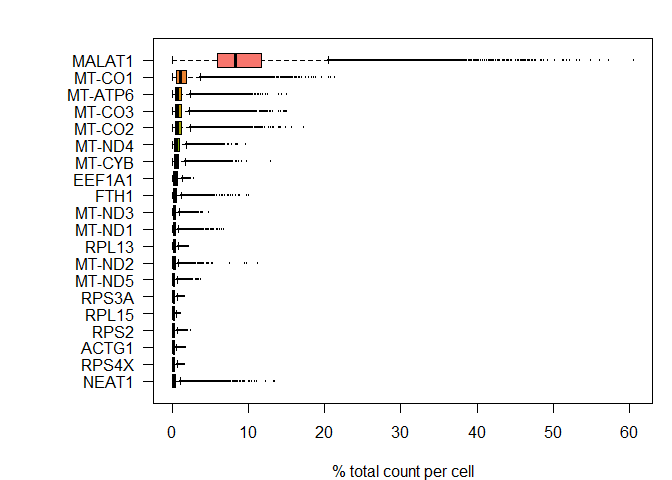 MALAT1
MT-CO1
MT-ATP6
MT-CO3
MT-CO2
MT-ND4
MT-CYB
EEF1A1
FTH1
MT-ND3
MT-ND1
RPL13
MT-ND2
MT-ND5
RPS3A
RPL15
RPS2
ACTG1
RPS4X
NEAT1
0 10 20 30 40 50 60
% total count per cell